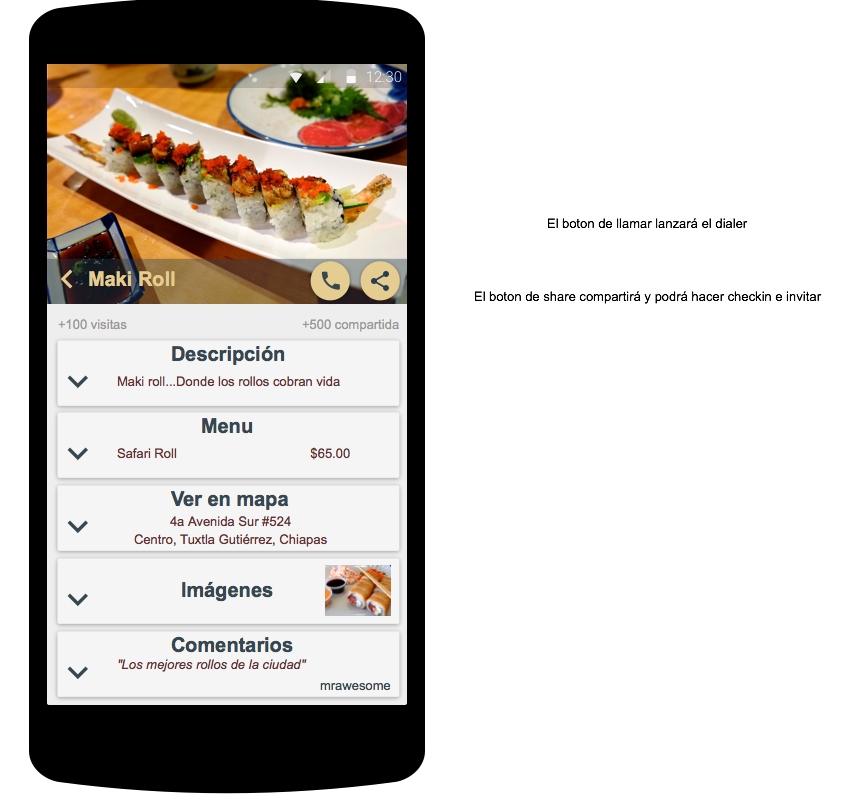 12:30
Maki Roll
+100 visitas
+500 compartida
Descripción
Maki roll...Donde los rollos cobran vida
Menu
Safari Roll $65.00
Ver en mapa
4a Avenida Sur #524
Centro, Tuxtla Gutiérrez, Chiapas
Imágenes
Comentarios
"Los mejores rollos de la ciudad"
mrawesome
El boton de llamar lanzará el dialer
El boton de share compartirá y podrá hacer checkin e invitar